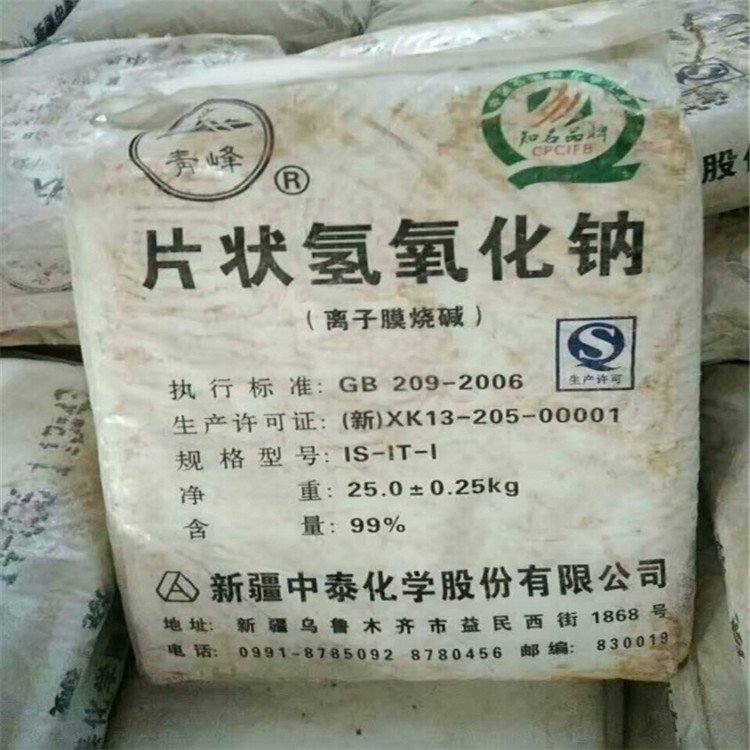 青峰
®
知名品牌
CPCIFB
片状氢氧化钠
(离子膜烧碱)
执行标准: GB 209-2006
生产许可
生产许可证: (新)XK13-205-00001
规格型号: IS-IT-I
净 重: 25.0±0.25kg
含 量: 99%
新疆中泰化学股份有限公司
地址: 新疆乌鲁木齐市益民西街 1868 号
电话: 0991-8785092 8780456 邮编: 830019
股份